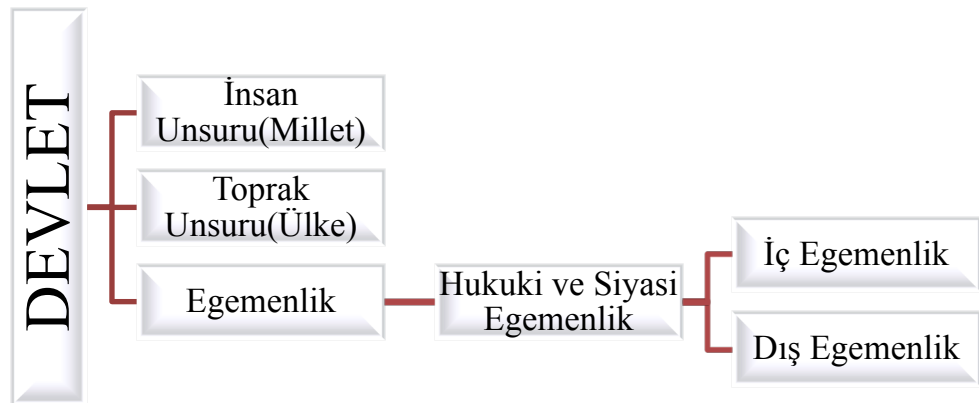 DEVLET
İnsan
Unsuru(Millet)
Toprak
Unsuru(Ülke)
Egemenlik
Hukuki ve Siyasi
Egemenlik
İç Egemenlik
Dış Egemenlik